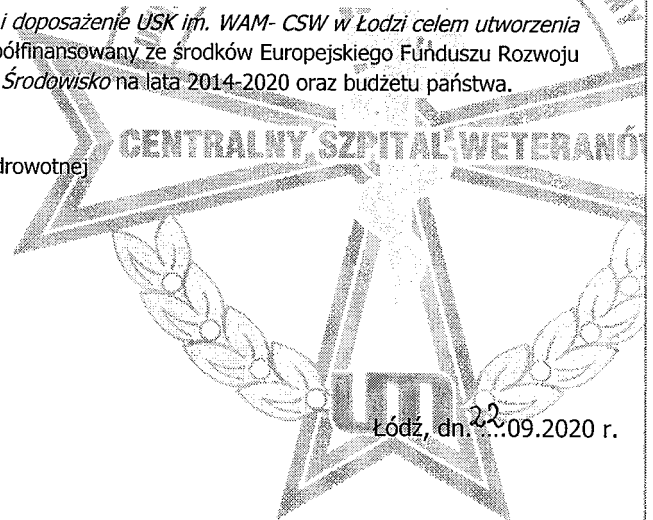 i doposażenie USK im. WAM- CSW w Łodzi celem utworzenia
półfinansowany ze środków Europejskiego Funduszu Rozwoju
Środowisko na lata 2014-2020 oraz budżetu państwa.
CENTRALNY SZPITAL WETERANÓ
drowotnej
um
Łódź, dn. 22.09.2020 r.